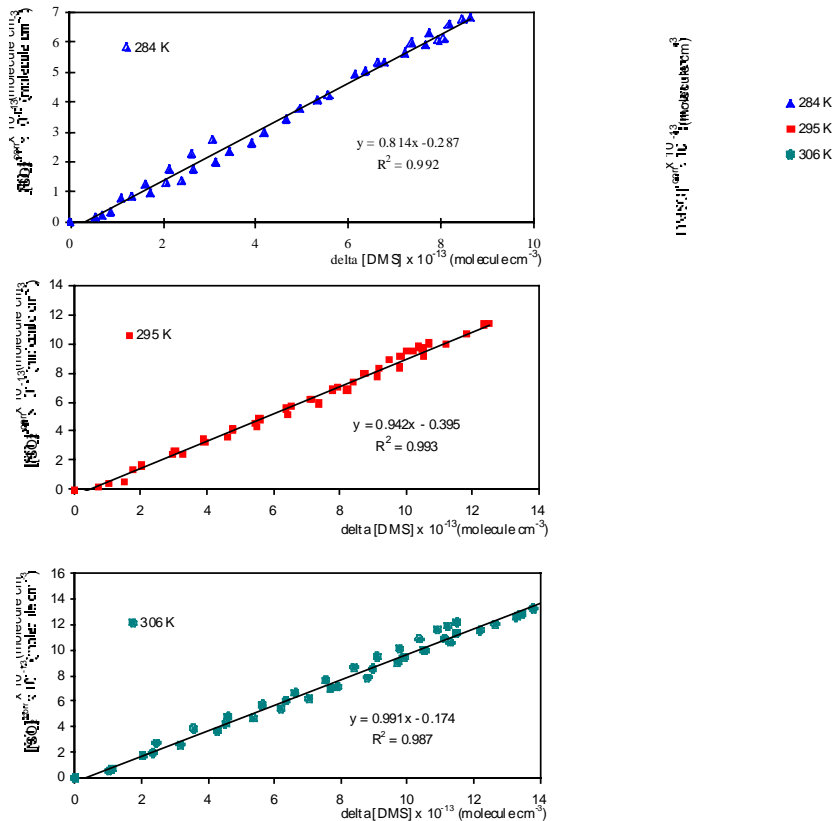 7
6
5
4
3
2
1
0
284 K
y = 0.814x -0.287
R² = 0.992
0 2 4 6 8 10
delta [DMS] x 10⁻¹³ (molecule cm⁻³)
284 K
295 K
306 K
14
12
10
8
6
4
2
0
295 K
y = 0.942x - 0.395
R² = 0.993
0 2 4 6 8 10 12 14
delta [DMS] x 10⁻¹³ (molecule cm⁻³)
16
14
12
10
8
6
4
2
0
306 K
y = 0.991x - 0.174
R² = 0.987
0 2 4 6 8 10 12 14
delta [DMS] x 10⁻¹³ (molecule cm⁻³)